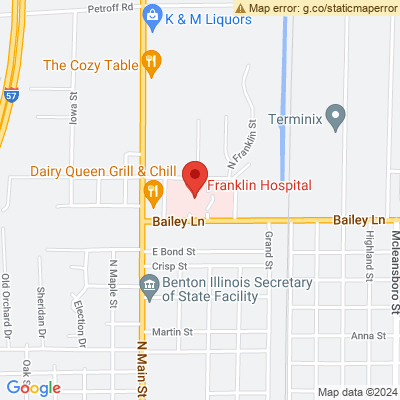 Petroff Rd
Map error: g.co/staticmaperror
K & M Liquors
The Cozy Table
57
Iowa St
N Franklin St
Terminix
Dairy Queen Grill & Chill
Franklin Hospital
Bailey Ln
Bailey Ln
E Bond St
Crisp St
Grand St
Highland St
Mcleansboro St
Old Orchard Dr
Sheridan Dr
Election Dr
N Maple St
Benton Illinois Secretary
of State Facility
Martin St
Anna St
N Main St
Oak St
Google
Map data ©2024